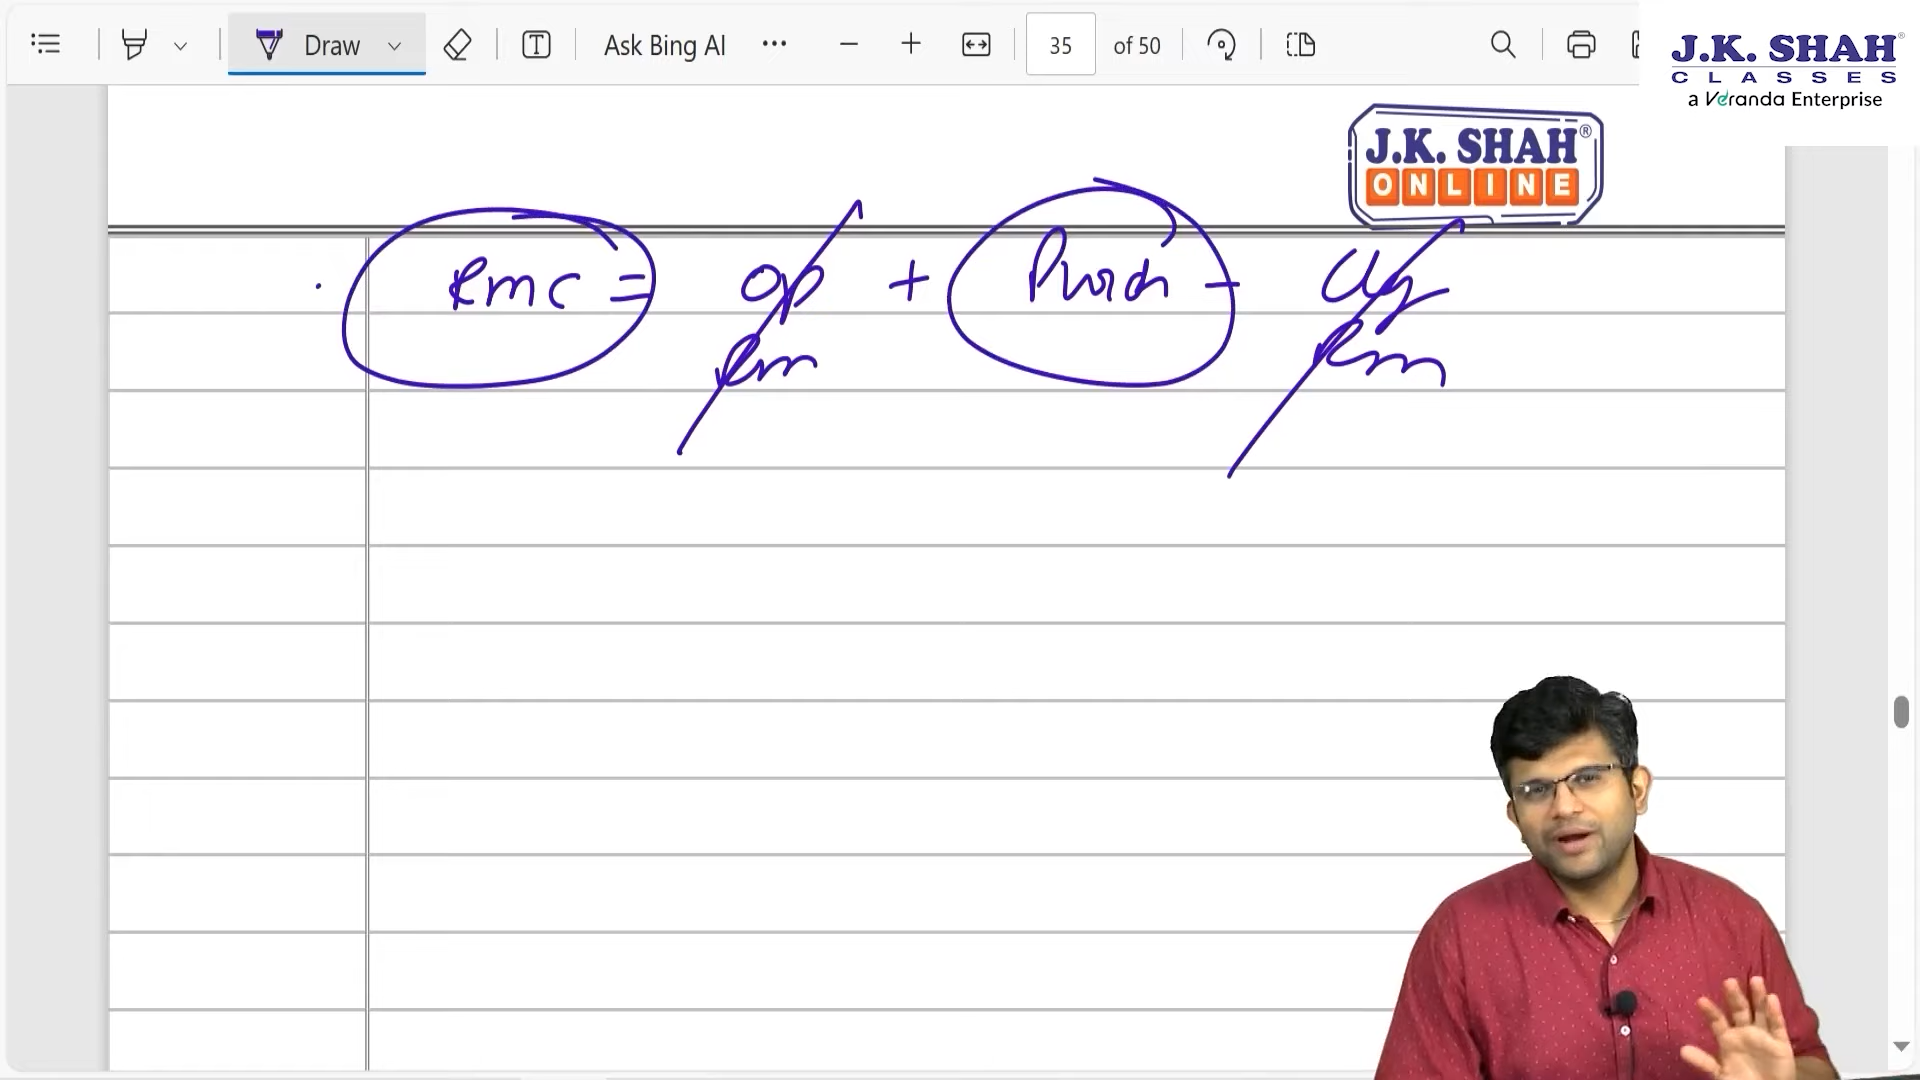 Draw
Ask Bing AI
35 of 50
J.K. SHAH®
CLASSES
a Veranda Enterprise
J.K. SHAH®
ONLINE
RMC = OP + Purch - Clg
RM RM